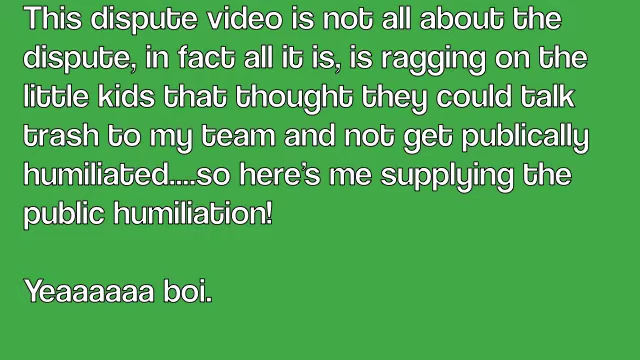 This dispute video is not all about the
dispute, in fact all it is, is ragging on the
little kids that thought they could talk
trash to my team and not get publically
humiliated....so here's me supplying the
public humiliation!
Yeaaaaaa boi.